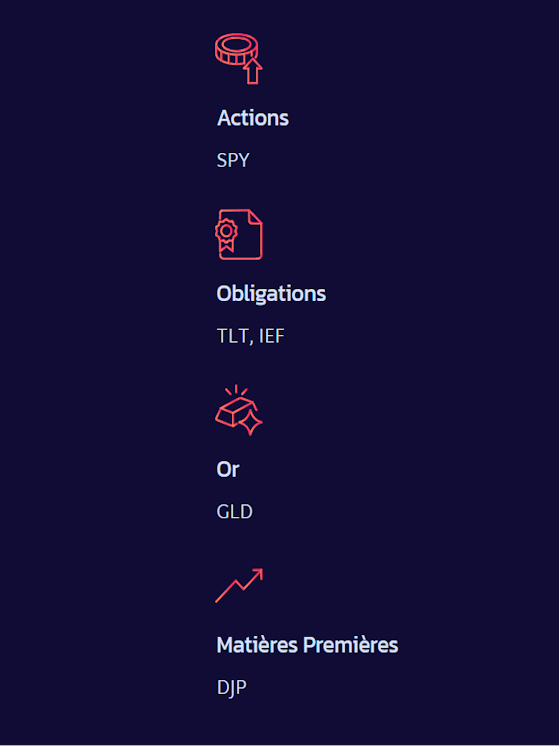 Actions
SPY
Obligations
TLT, IEF
Or
GLD
Matières Premières
DJP